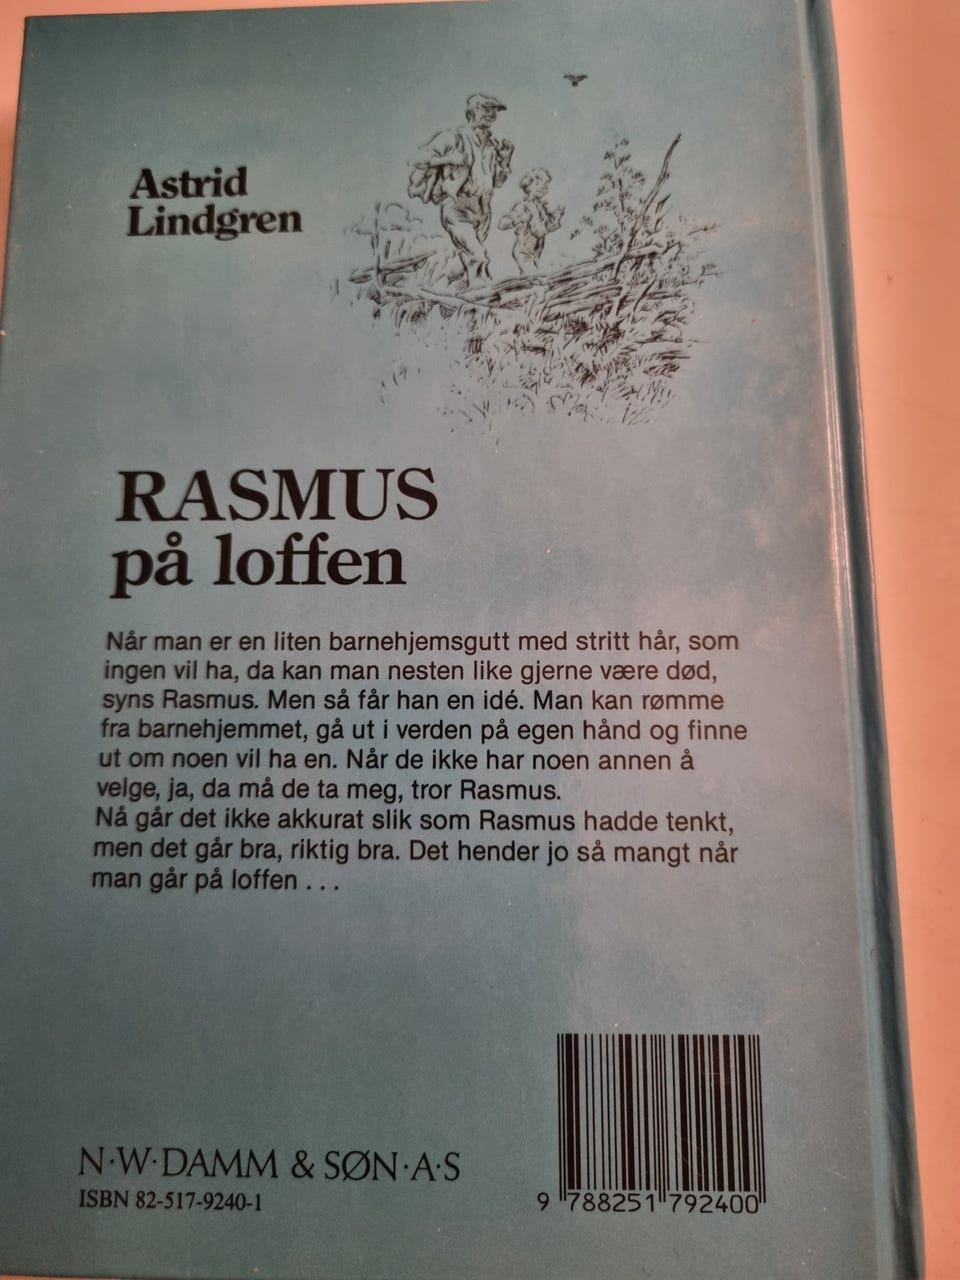 Astrid
Lindgren
RASMUS
på loffen
Når man er en liten barnehjemsgutt med stritt hår, som
ingen vil ha, da kan man nesten like gjerne være død,
syns Rasmus. Men så får han en idé. Man kan rømme
fra barnehjemmet, gå ut i verden på egen hånd og finne
ut om noen vil ha en. Når de ikke har noen annen å
velge, ja, da må de ta meg, tror Rasmus.
Nå går det ikke akkurat slik som Rasmus hadde tenkt,
men det går bra, riktig bra. Det hender jo så mangt når
man går på loffen . . .
N·W·DAMM & SØN·A·S
ISBN 82-517-9240-1
9 788251 792400